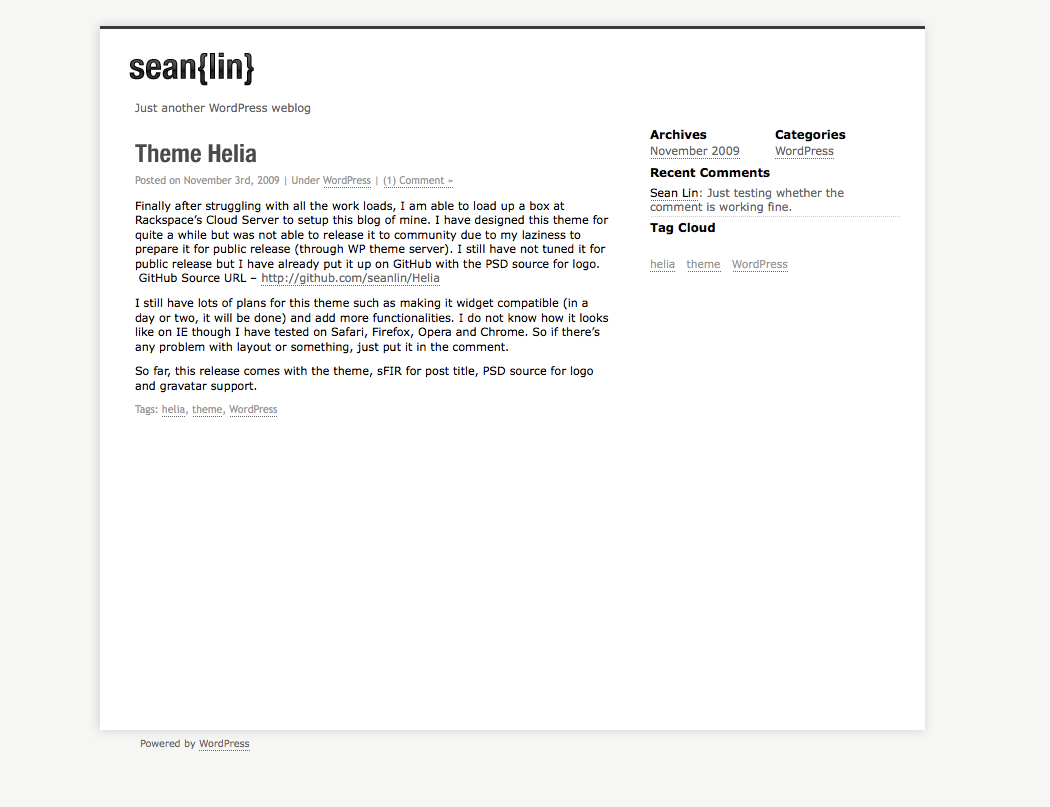 sean{lin}
Just another WordPress weblog
Theme Helia
Posted on November 3rd, 2009 | Under WordPress | (1) Comment »
Finally after struggling with all the work loads, I am able to load up a box at
Rackspace’s Cloud Server to setup this blog of mine. I have designed this theme for
quite a while but was not able to release it to community due to my laziness to
prepare it for public release (through WP theme server). I still have not tuned it for
public release but I have already put it up on GitHub with the PSD source for logo.
GitHub Source URL – http://github.com/seanlin/Helia
I still have lots of plans for this theme such as making it widget compatible (in a
day or two, it will be done) and add more functionalities. I do not know how it looks
like on IE though I have tested on Safari, Firefox, Opera and Chrome. So if there’s
any problem with layout or something, just put it in the comment.
So far, this release comes with the theme, sFIR for post title, PSD source for logo
and gravatar support.
Tags: helia, theme, WordPress
Archives
November 2009
Categories
WordPress
Recent Comments
Sean Lin: Just testing whether the
comment is working fine.
Tag Cloud
helia theme WordPress
Powered by WordPress